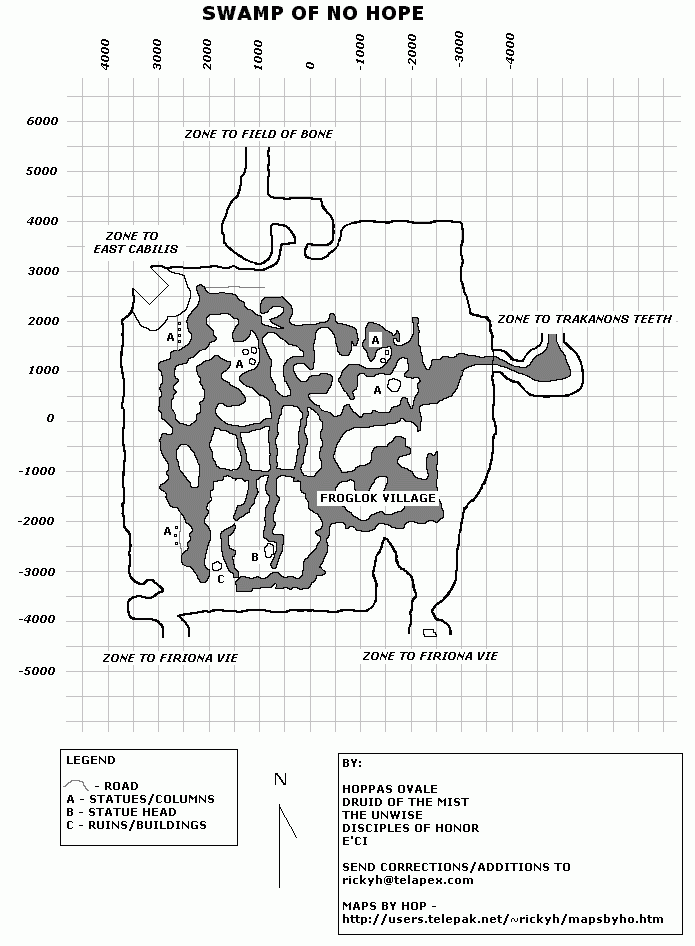 SWAMP OF NO HOPE
4000 3000 2000 1000 0 -1000 -2000 -3000 -4000
6000
ZONE TO FIELD OF BONE
5000
4000
ZONE TO
EAST CABILIS
3000
2000
ZONE TO TRAKANONS TEETH
A
A
A
1000
A
0
-1000
FROGLOK VILLAGE
-2000
A
B
-3000
C
-4000
ZONE TO FIRIONA VIE
ZONE TO FIRIONA VIE
-5000
LEGEND
- ROAD
A - STATUES/COLUMNS
B - STATUE HEAD
C - RUINS/BUILDINGS
N
BY:
HOPPAS OVALE
DRUID OF THE MIST
THE UNWISE
DISCIPLES OF HONOR
E'CI
SEND CORRECTIONS/ADDITIONS TO
rickyh@telapex.com
MAPS BY HOP -
http://users.telepak.net/~rickyh/mapsbyho.htm